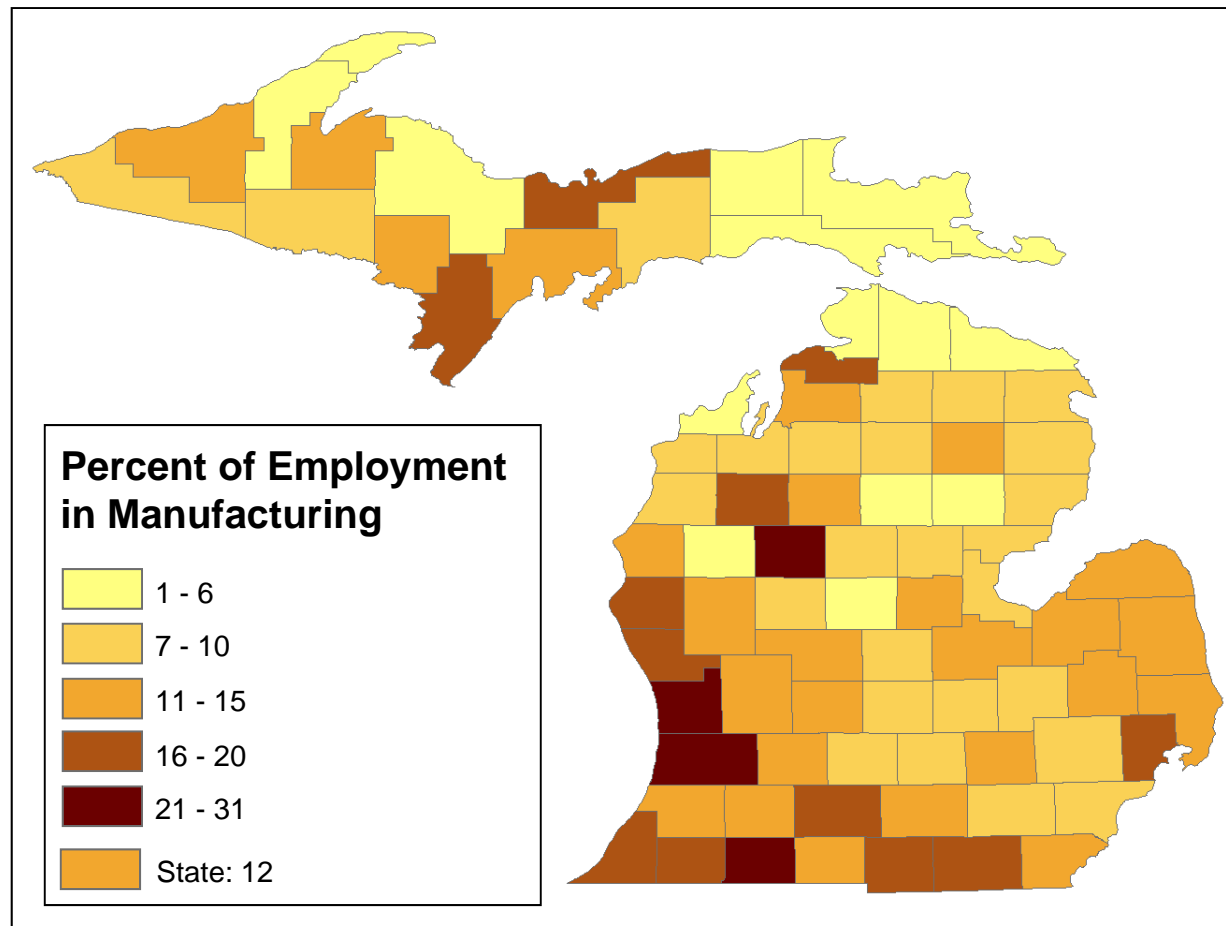 Percent of Employment
in Manufacturing
1 - 6
7 - 10
11 - 15
16 - 20
21 - 31
State: 12